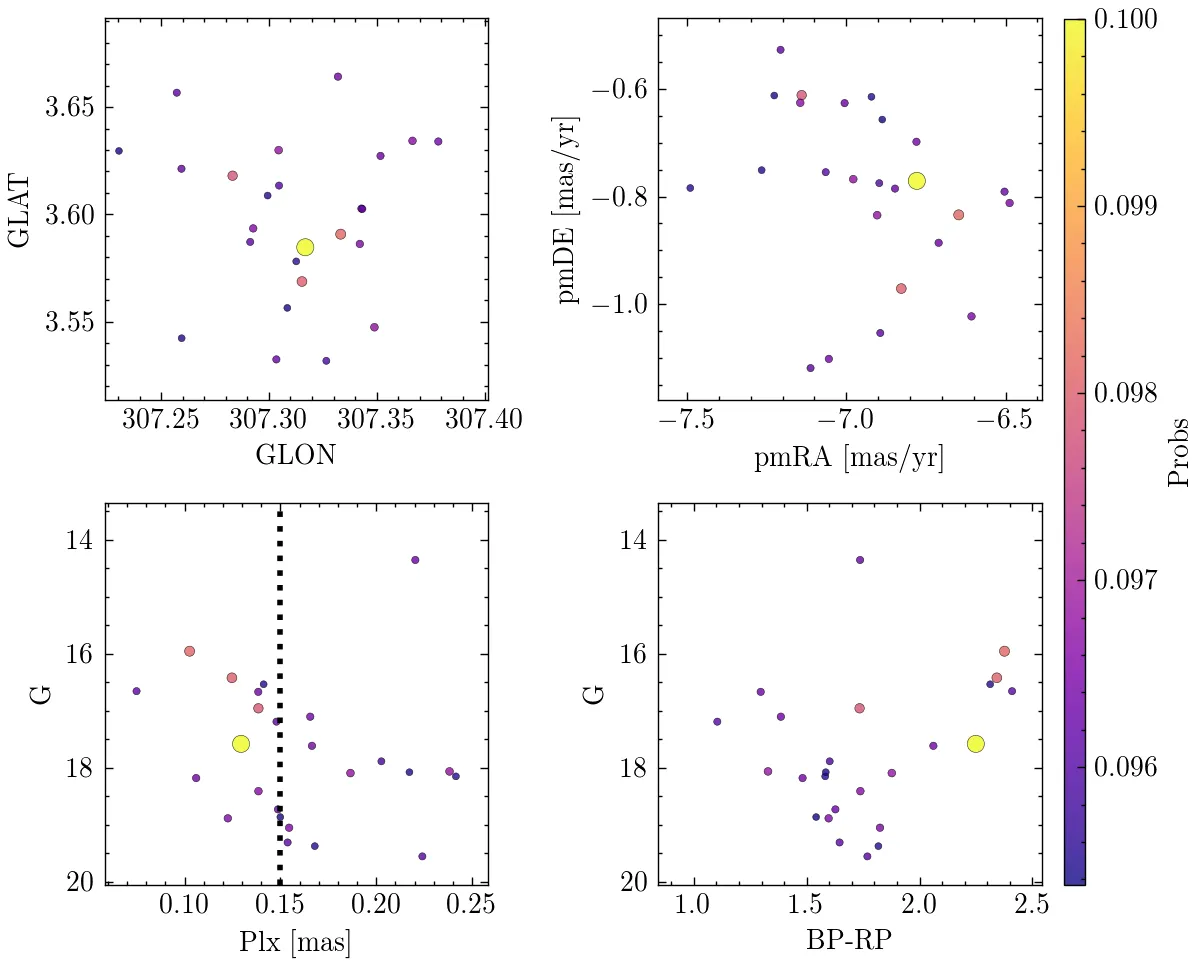 3.65
3.60
3.55
GLAT
307.25 307.30 307.35 307.40
GLON
−0.6
−0.8
−1.0
pmDE [mas/yr]
−7.5 −7.0 −6.5
pmRA [mas/yr]
14
16
18
20
G
0.10 0.15 0.20 0.25
Plx [mas]
14
16
18
20
G
1.0 1.5 2.0 2.5
BP-RP
0.100
0.099
0.098
0.097
0.096
Probs